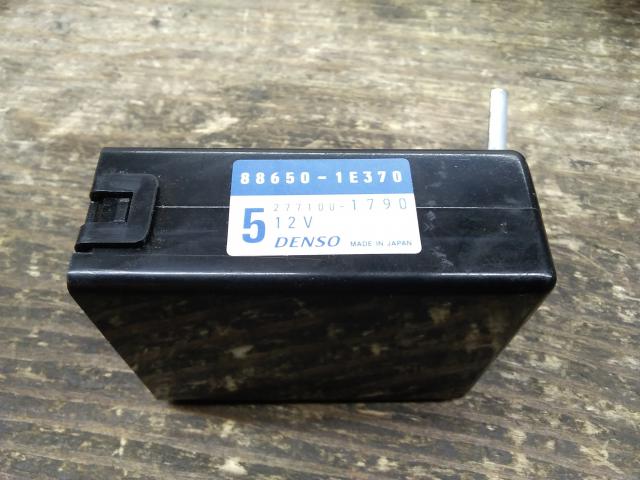 88650-1E370
5
277100-1790
12V
DENSO MADE IN JAPAN